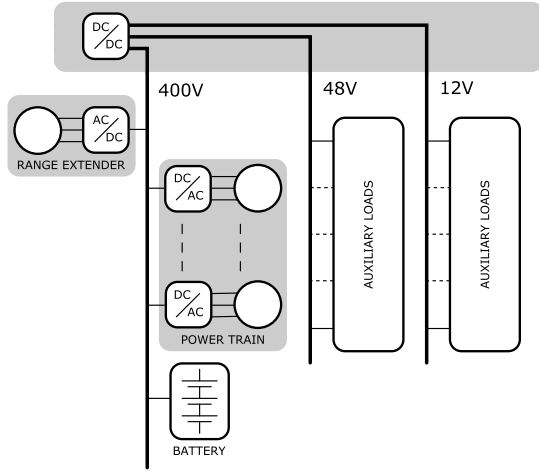 DC
DC
400V
48V
12V
AC
DC
RANGE EXTENDER
DC
AC
DC
AC
POWER TRAIN
AUXILIARY LOADS
AUXILIARY LOADS
BATTERY